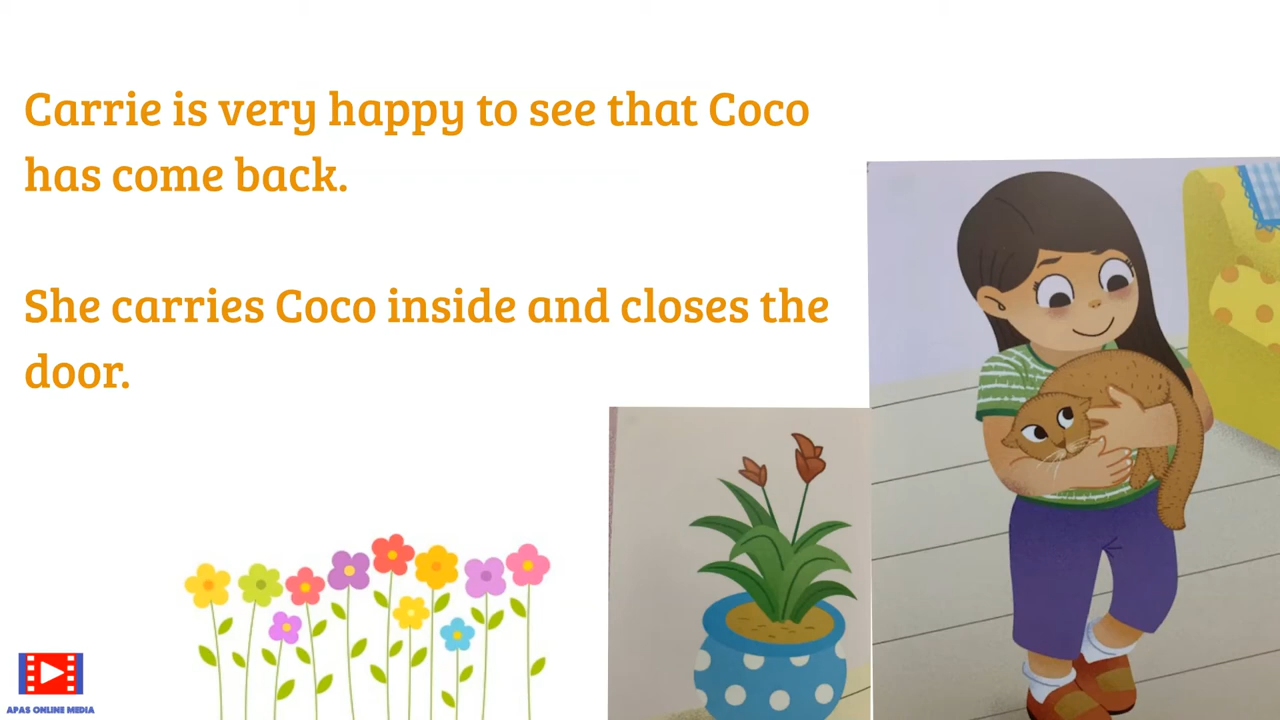 Carrie is very happy to see that Coco
has come back.
She carries Coco inside and closes the
door.
APAS ONLINE MEDIA